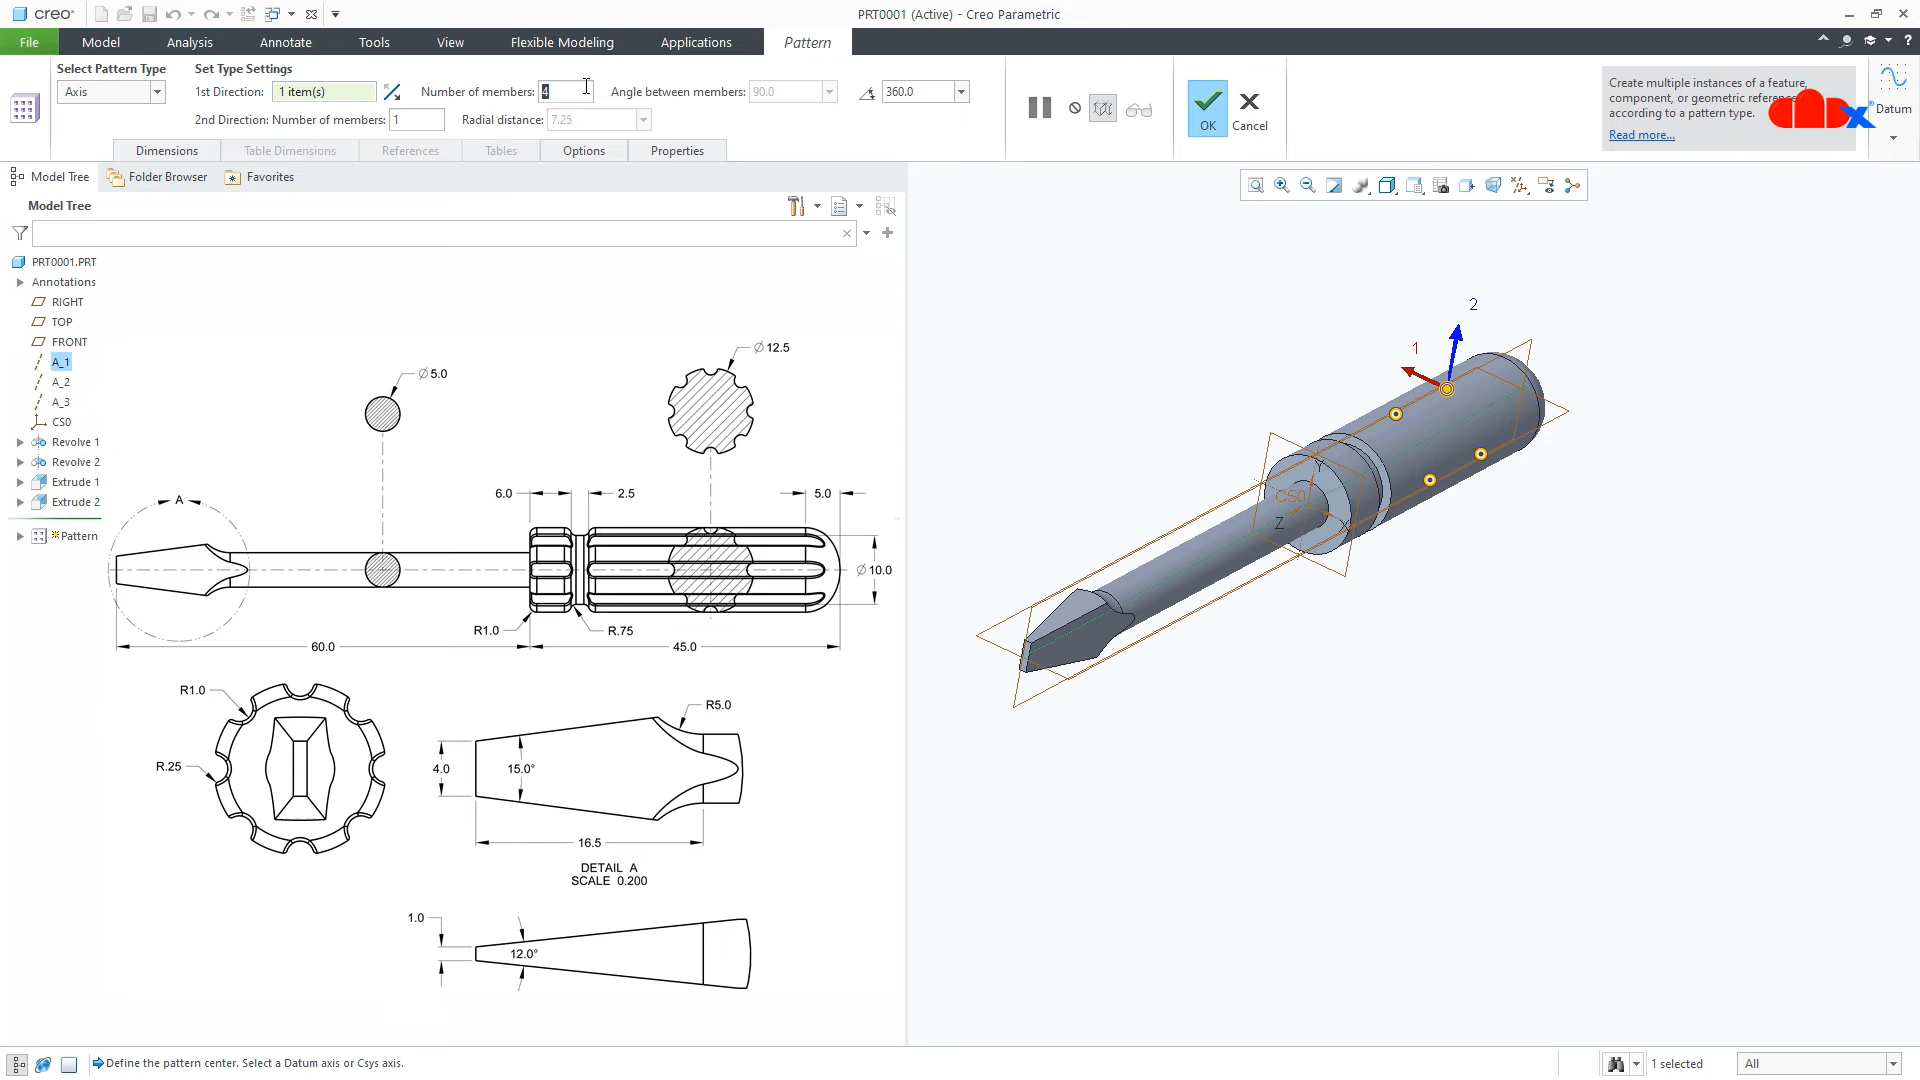 creo®
PRT0001 (Active) - Creo Parametric
File Model Analysis Annotate Tools View Flexible Modeling Applications Pattern
Select Pattern Type Set Type Settings
Axis 1st Direction: 1 item(s) Number of members: 4 Angle between members: 90.0 360.0
2nd Direction: Number of members: 1 Radial distance: 7.25
OK Cancel
Create multiple instances of a feature,
component, or geometric
according to a pattern type.
Read more...
Datum
Dimensions Table Dimensions References Tables Options Properties
Model Tree Folder Browser Favorites
Model Tree
PRT0001.PRT
Annotations
RIGHT
TOP
FRONT
A_1
A_2
A_3
CS0
Revolve 1
Revolve 2
Extrude 1
Extrude 2
Pattern
Ø 12.5
Ø 5.0
6.0 2.5 5.0
A
Ø 10.0
R1.0 R.75
60.0 45.0
R1.0
R.25
R5.0
4.0 15.0°
16.5
DETAIL A
SCALE 0.200
1.0
12.0°
2
1
Y
CS0
Z X
Define the pattern center. Select a Datum axis or Csys axis.
1 selected All